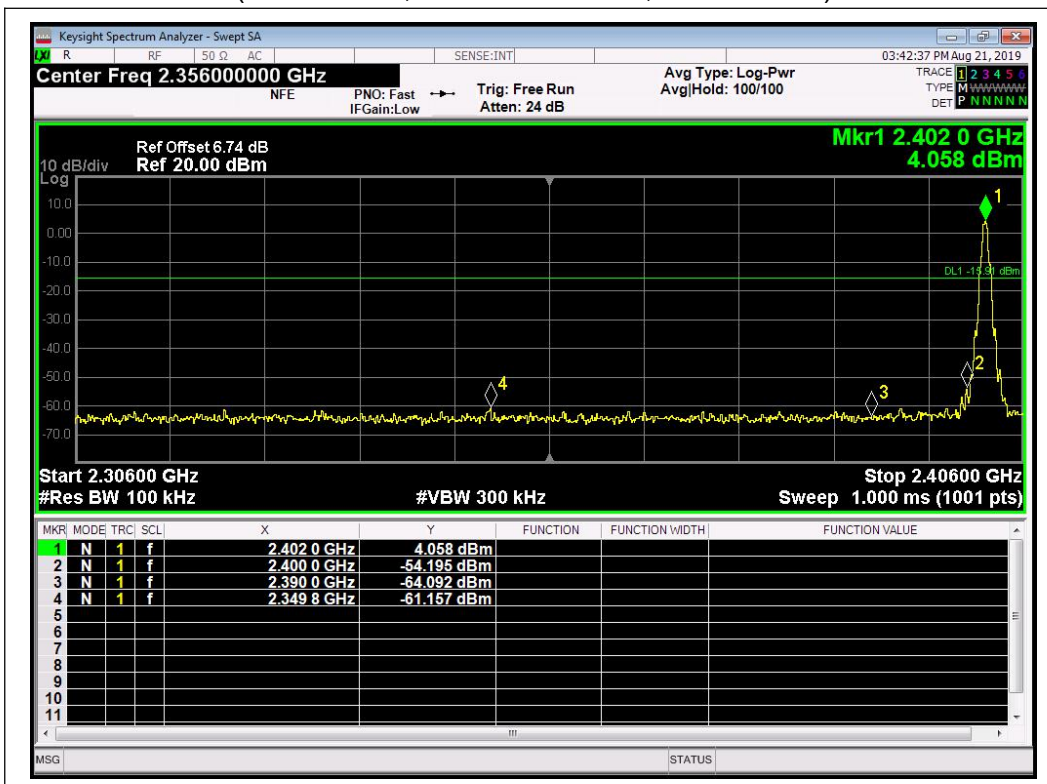 Keysight Spectrum Analyzer - Swept SA
LXI R RF 50 Ω AC SENSE:INT 03:42:37 PM Aug 21, 2019
Center Freq 2.356000000 GHz Avg Type: Log-Pwr TRACE 1 2 3 4 5 6
NFE PNO: Fast Trig: Free Run Avg|Hold: 100/100 TYPE M WWWWW
IFGain:Low Atten: 24 dB DET P N N N N N
Mkr1 2.402 0 GHz
Ref Offset 6.74 dB
10 dB/div Ref 20.00 dBm 4.058 dBm
Log
1
10.0
0.00
-10.0
DL1 -15.91 dBm
-20.0
-30.0
-40.0
2
-50.0
4
3
-60.0
-70.0
Start 2.30600 GHz Stop 2.40600 GHz
#Res BW 100 kHz #VBW 300 kHz Sweep 1.000 ms (1001 pts)
MKR MODE TRC SCL X Y FUNCTION FUNCTION WIDTH FUNCTION VALUE
1 N 1 f 2.402 0 GHz 4.058 dBm
2 N 1 f 2.400 0 GHz -54.195 dBm
3 N 1 f 2.390 0 GHz -64.092 dBm
4 N 1 f 2.349 8 GHz -61.157 dBm
5
6
7
8
9
10
11
MSG STATUS